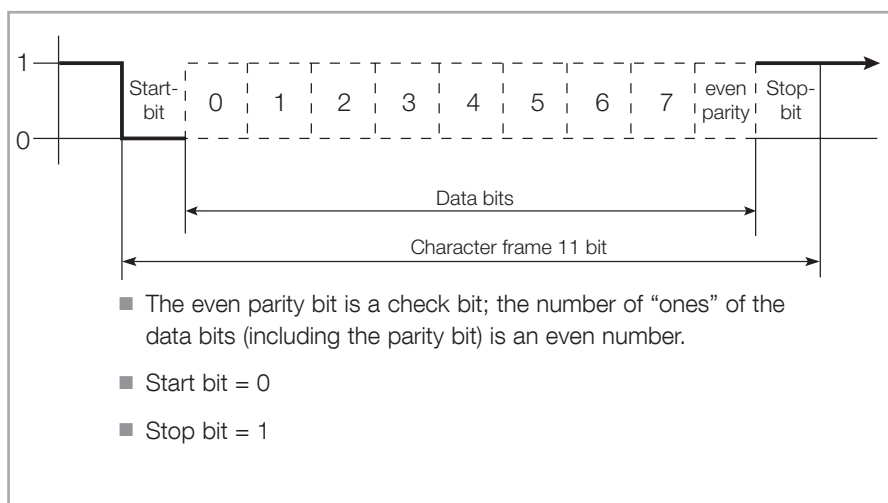 1
Start-
bit
0 1 2 3 4 5 6 7
even
parity
Stop-
bit
0
Data bits
Character frame 11 bit
■ The even parity bit is a check bit; the number of “ones” of the
data bits (including the parity bit) is an even number.
■ Start bit = 0
■ Stop bit = 1